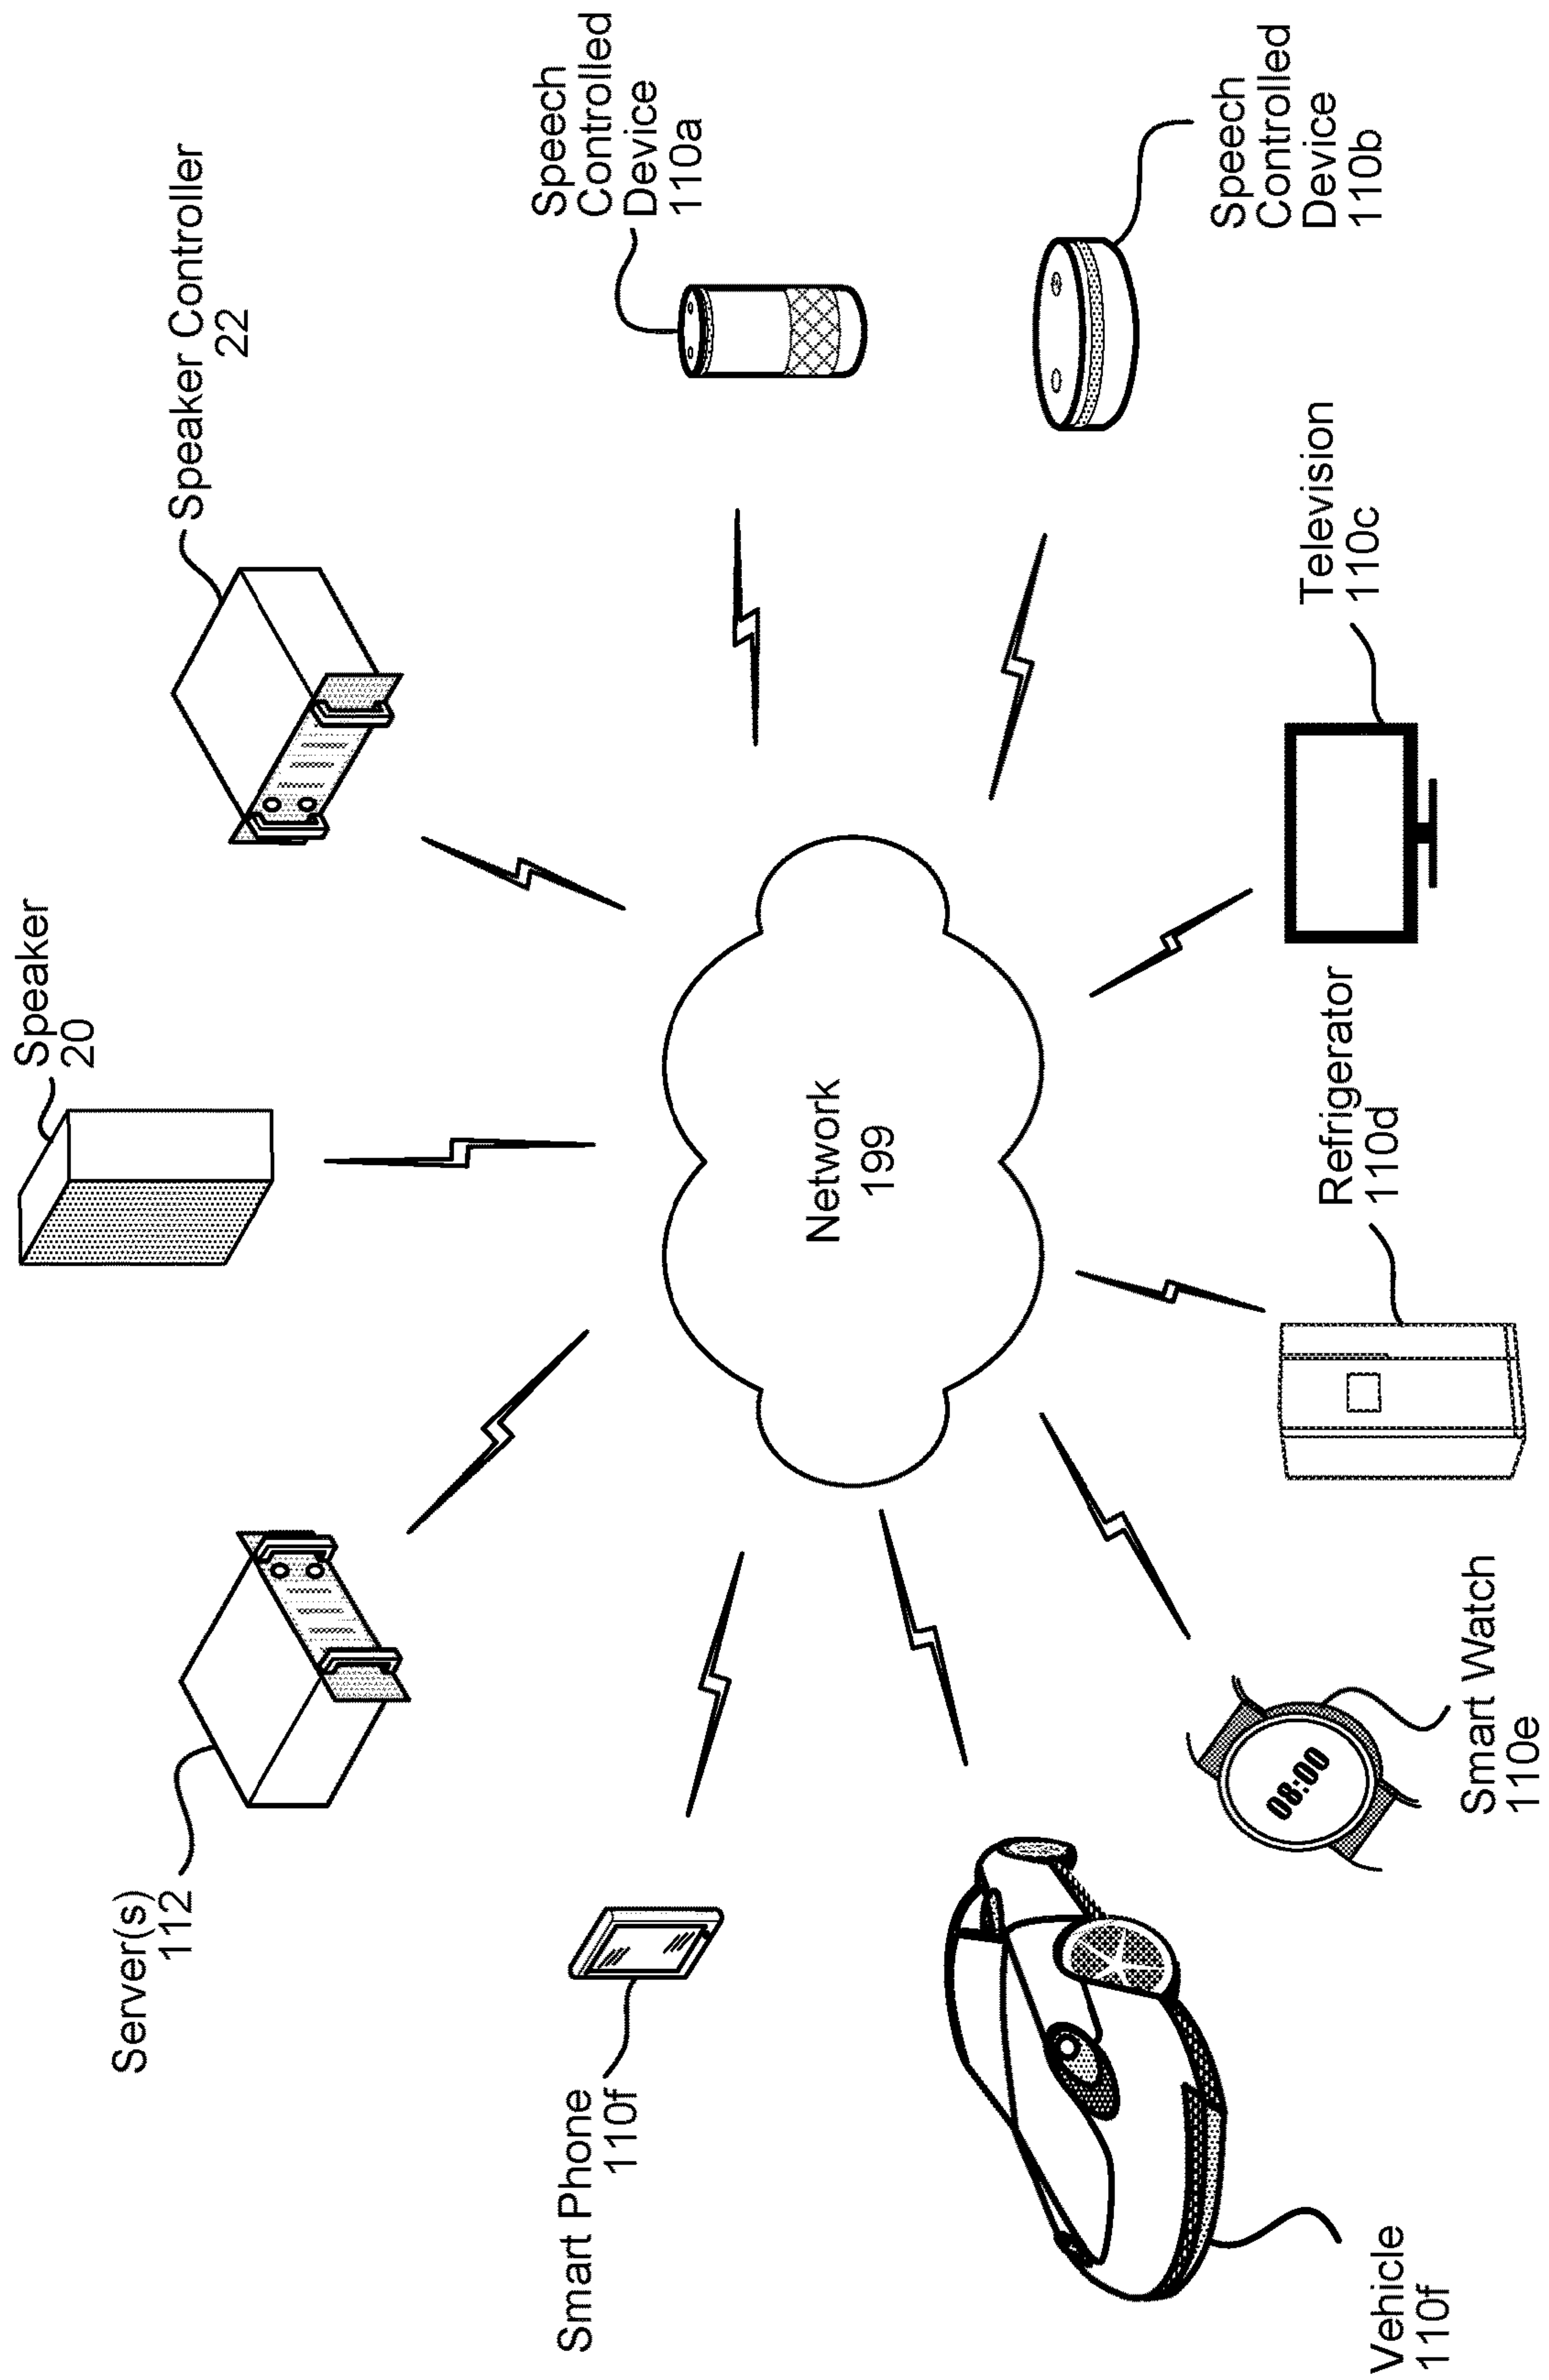 Server(s)
112
Speaker
20
Speaker Controller
22
Smart Phone
110f
Network
199
Speech
Controlled
Device
110a
Vehicle
110f
08:00
Smart Watch
110e
Refrigerator
110d
Television
110c
Speech
Controlled
Device
110b